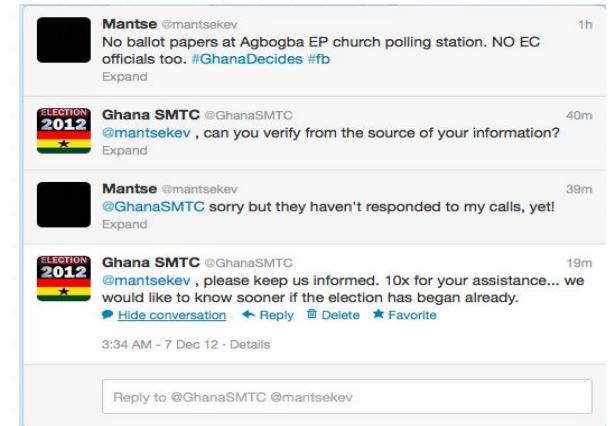 Mantse @mantsekev 1h
No ballot papers at Agbogba EP church polling station. NO EC
officials too. #GhanaDecides #fb
Expand
ELECTION
2012
Ghana SMTC @GhanaSMTC 40m
@mantsekev , can you verify from the source of your information?
Expand
Mantse @mantsekev 39m
@GhanaSMTC sorry but they haven't responded to my calls, yet!
Expand
ELECTION
2012
Ghana SMTC @GhanaSMTC 19m
@mantsekev , please keep us informed. 10x for your assistance... we
would like to know sooner if the election has began already.
Hide conversation Reply Delete Favorite
3:34 AM - 7 Dec 12 · Details
Reply to @GhanaSMTC @mantsekev